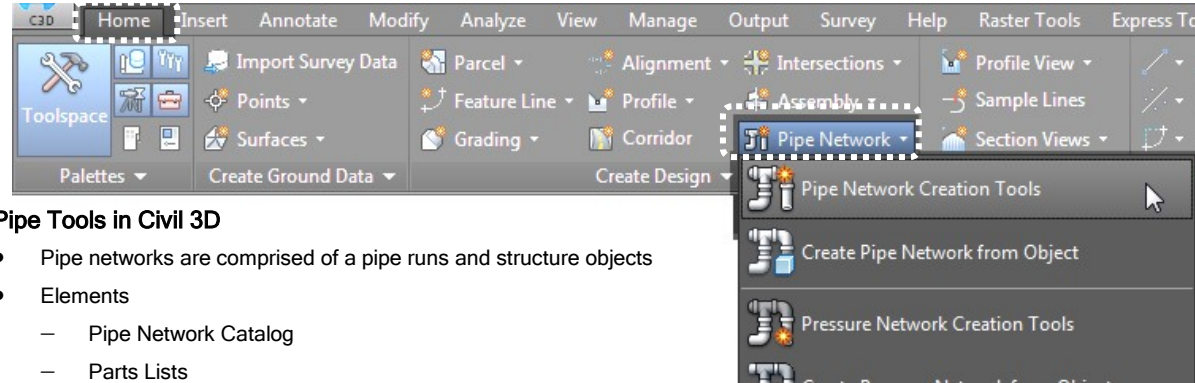 C3D Home Insert Annotate Modify Analyze View Manage Output Survey Help Raster Tools Express
Toolspace
Import Survey Data Parcel Alignment Intersections Profile View
Points Feature Line Profile Assembly Sample Lines
Surfaces Grading Corridor Pipe Network Section Views
Palettes Create Ground Data Create Design
Pipe Network Creation Tools
Create Pipe Network from Object
Pressure Network Creation Tools
Pipe Tools in Civil 3D
• Pipe networks are comprised of a pipe runs and structure objects
• Elements
– Pipe Network Catalog
– Parts Lists